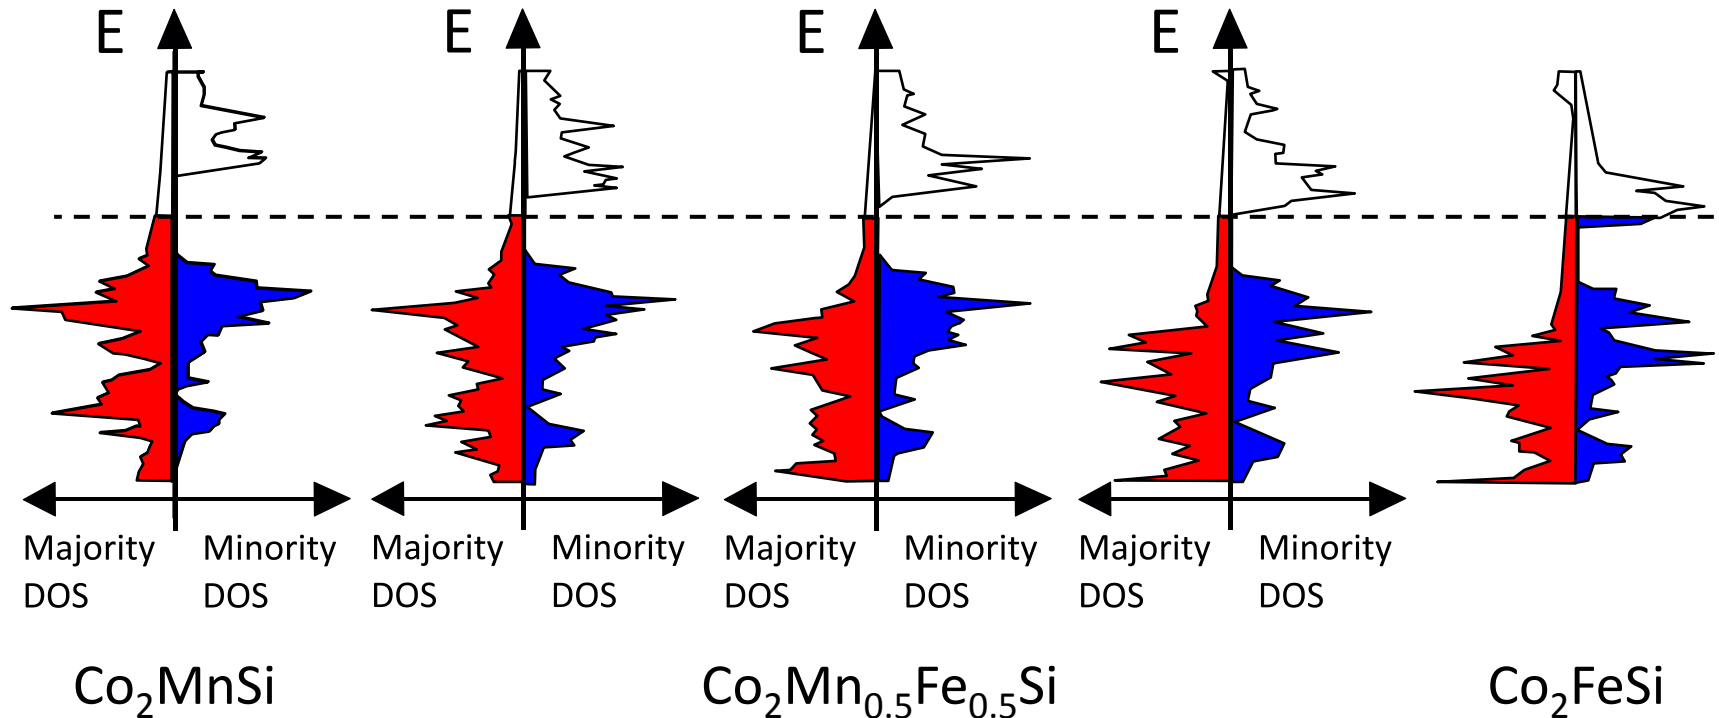 E E E E
Majority DOS Minority DOS Majority DOS Minority DOS Majority DOS Minority DOS Majority DOS Minority DOS
Co₂MnSi Co₂Mn₀.₅Fe₀.₅Si Co₂FeSi